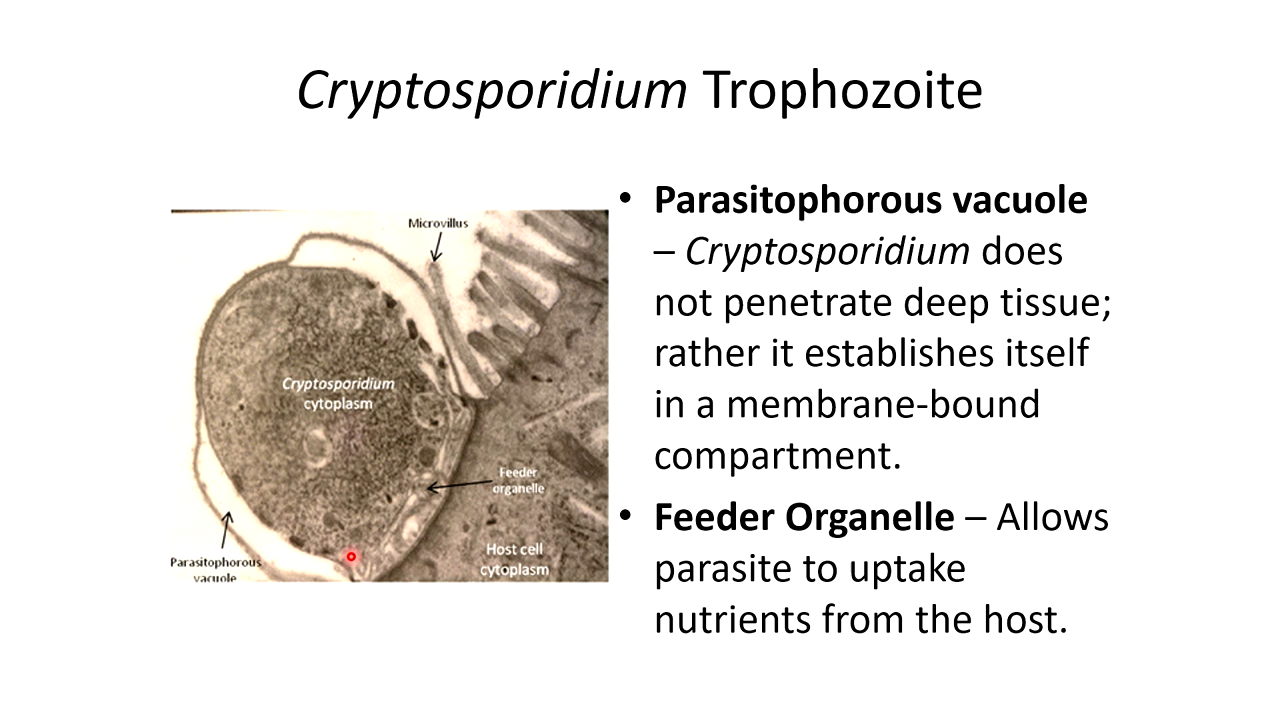 Cryptosporidium Trophozoite
Microvillus
Cryptosporidium
cytoplasm
Feeder
organelle
Host cell
cytoplasm
Parasitophorous
vacuole
• Parasitophorous vacuole
– Cryptosporidium does
not penetrate deep tissue;
rather it establishes itself
in a membrane-bound
compartment.
• Feeder Organelle – Allows
parasite to uptake
nutrients from the host.